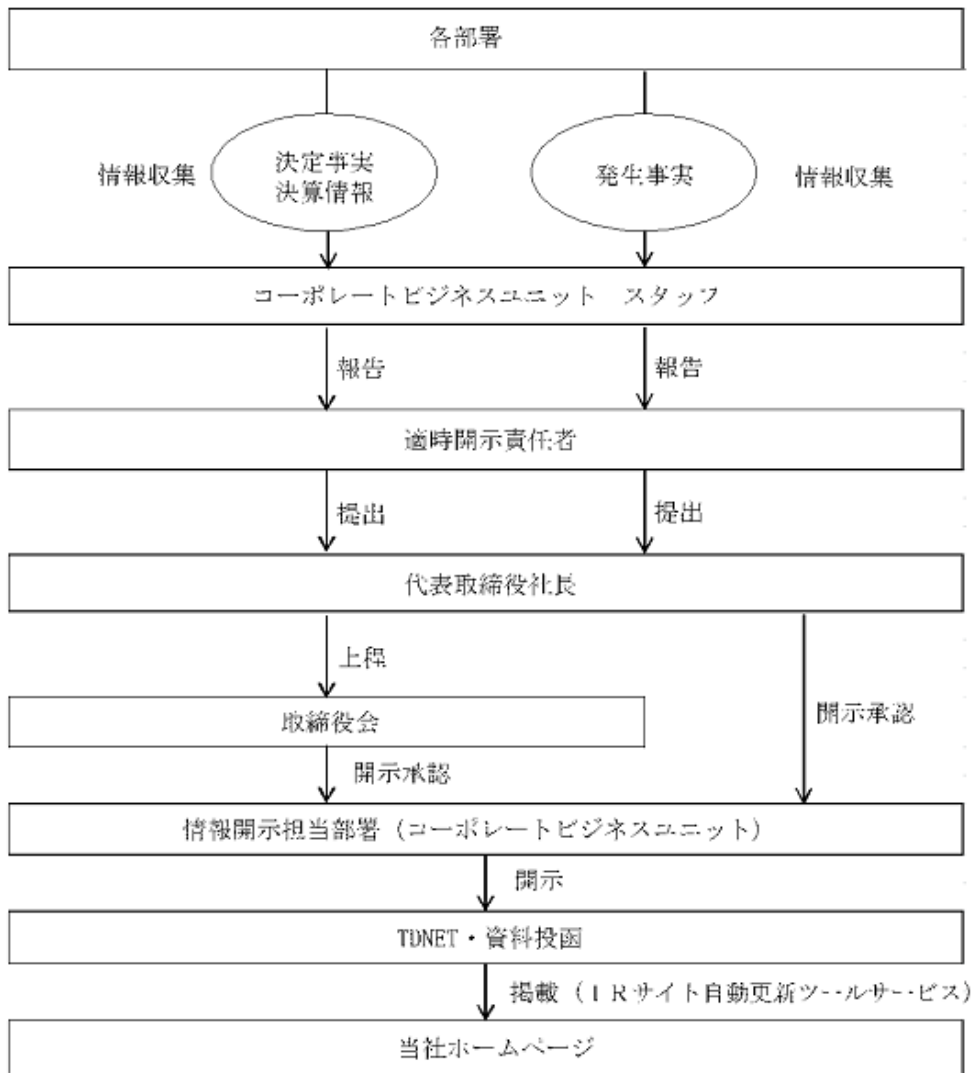 各部署
情報収集
決定事実
決算情報
発生事実
情報収集
コーポレートビジネスユニット　スタッフ
報告
報告
適時開示責任者
提出
提出
代表取締役社長
上程
取締役会
開示承認
開示承認
情報開示担当部署（コーポレートビジネスユニット）
開示
TDNET・資料投函
掲載（ＩＲサイト自動更新ツールサービス）
当社ホームページ